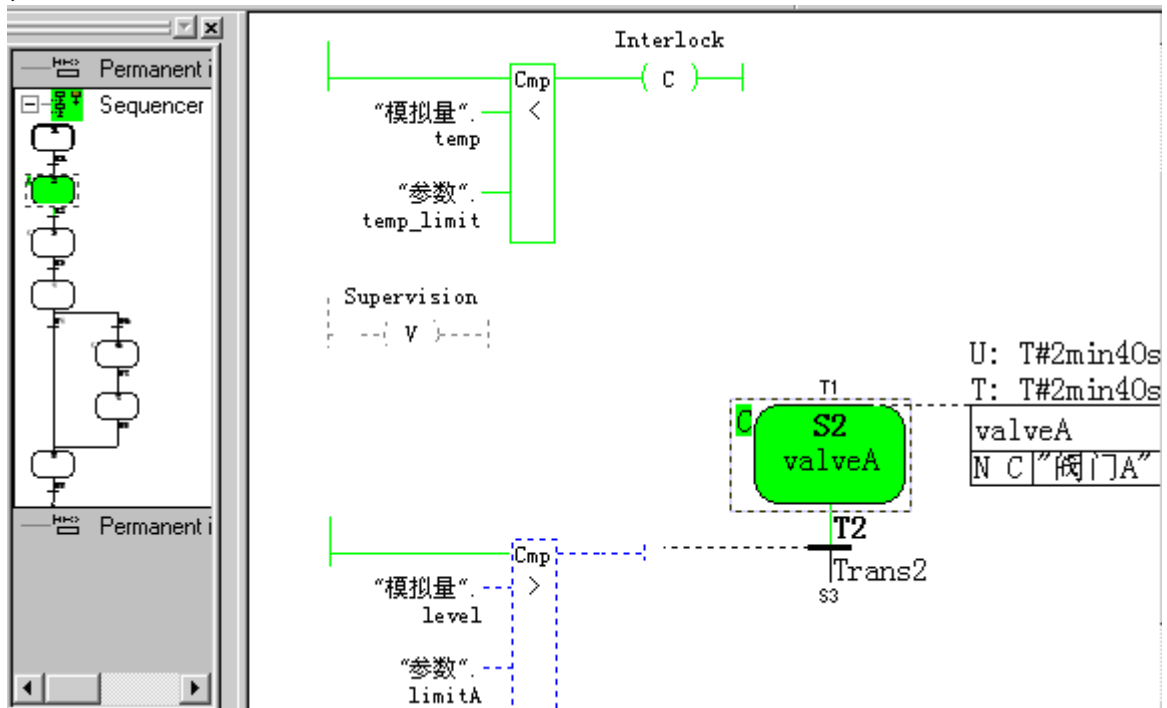 Permanent i
Sequencer
Permanent i
Interlock
Cmp
( C )
<
"模拟量".
temp
"参数".
temp_limit
Supervision
( V )
U: T#2min40s
T: T#2min40s
T1
C
S2
valveA
valveA
N C "阀门A"
T2
Trans2
S3
Cmp
>
"模拟量".
level
"参数".
limitA